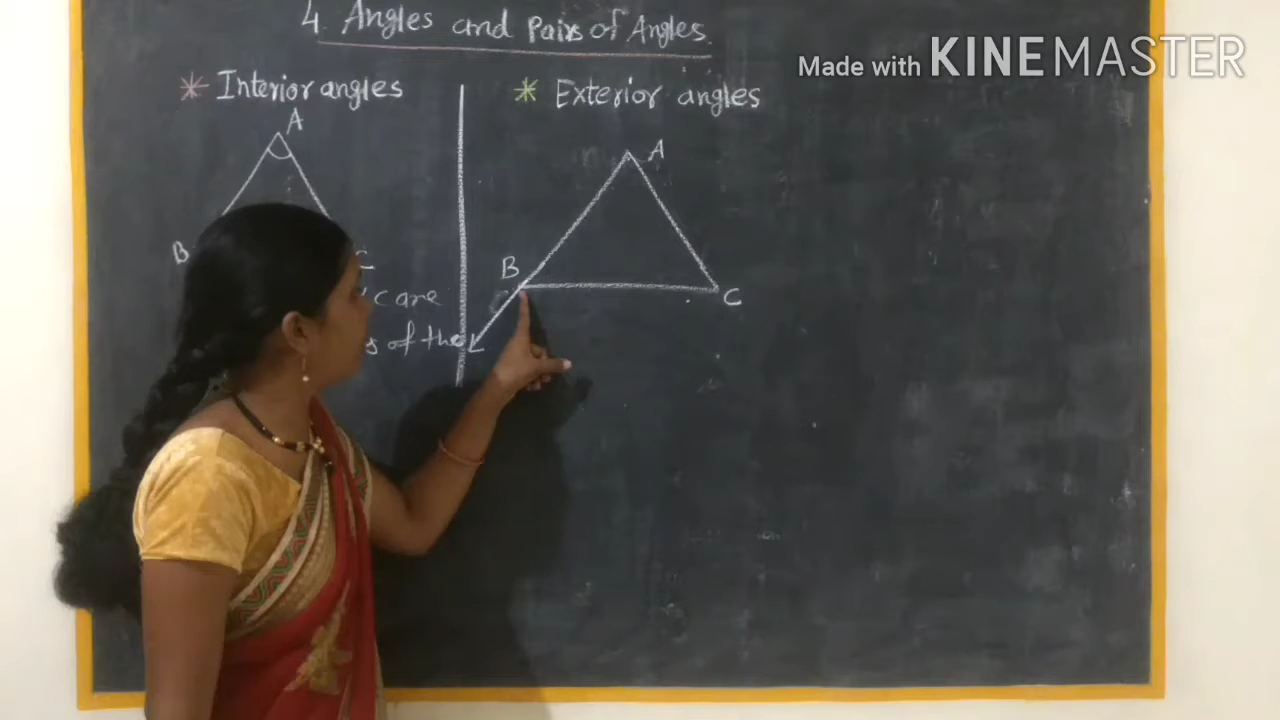 4. Angles and Pairs of Angles.
Made with KINEMASTER
* Interior angles
* Exterior angles
A
B
C
are
of the
A
B
C